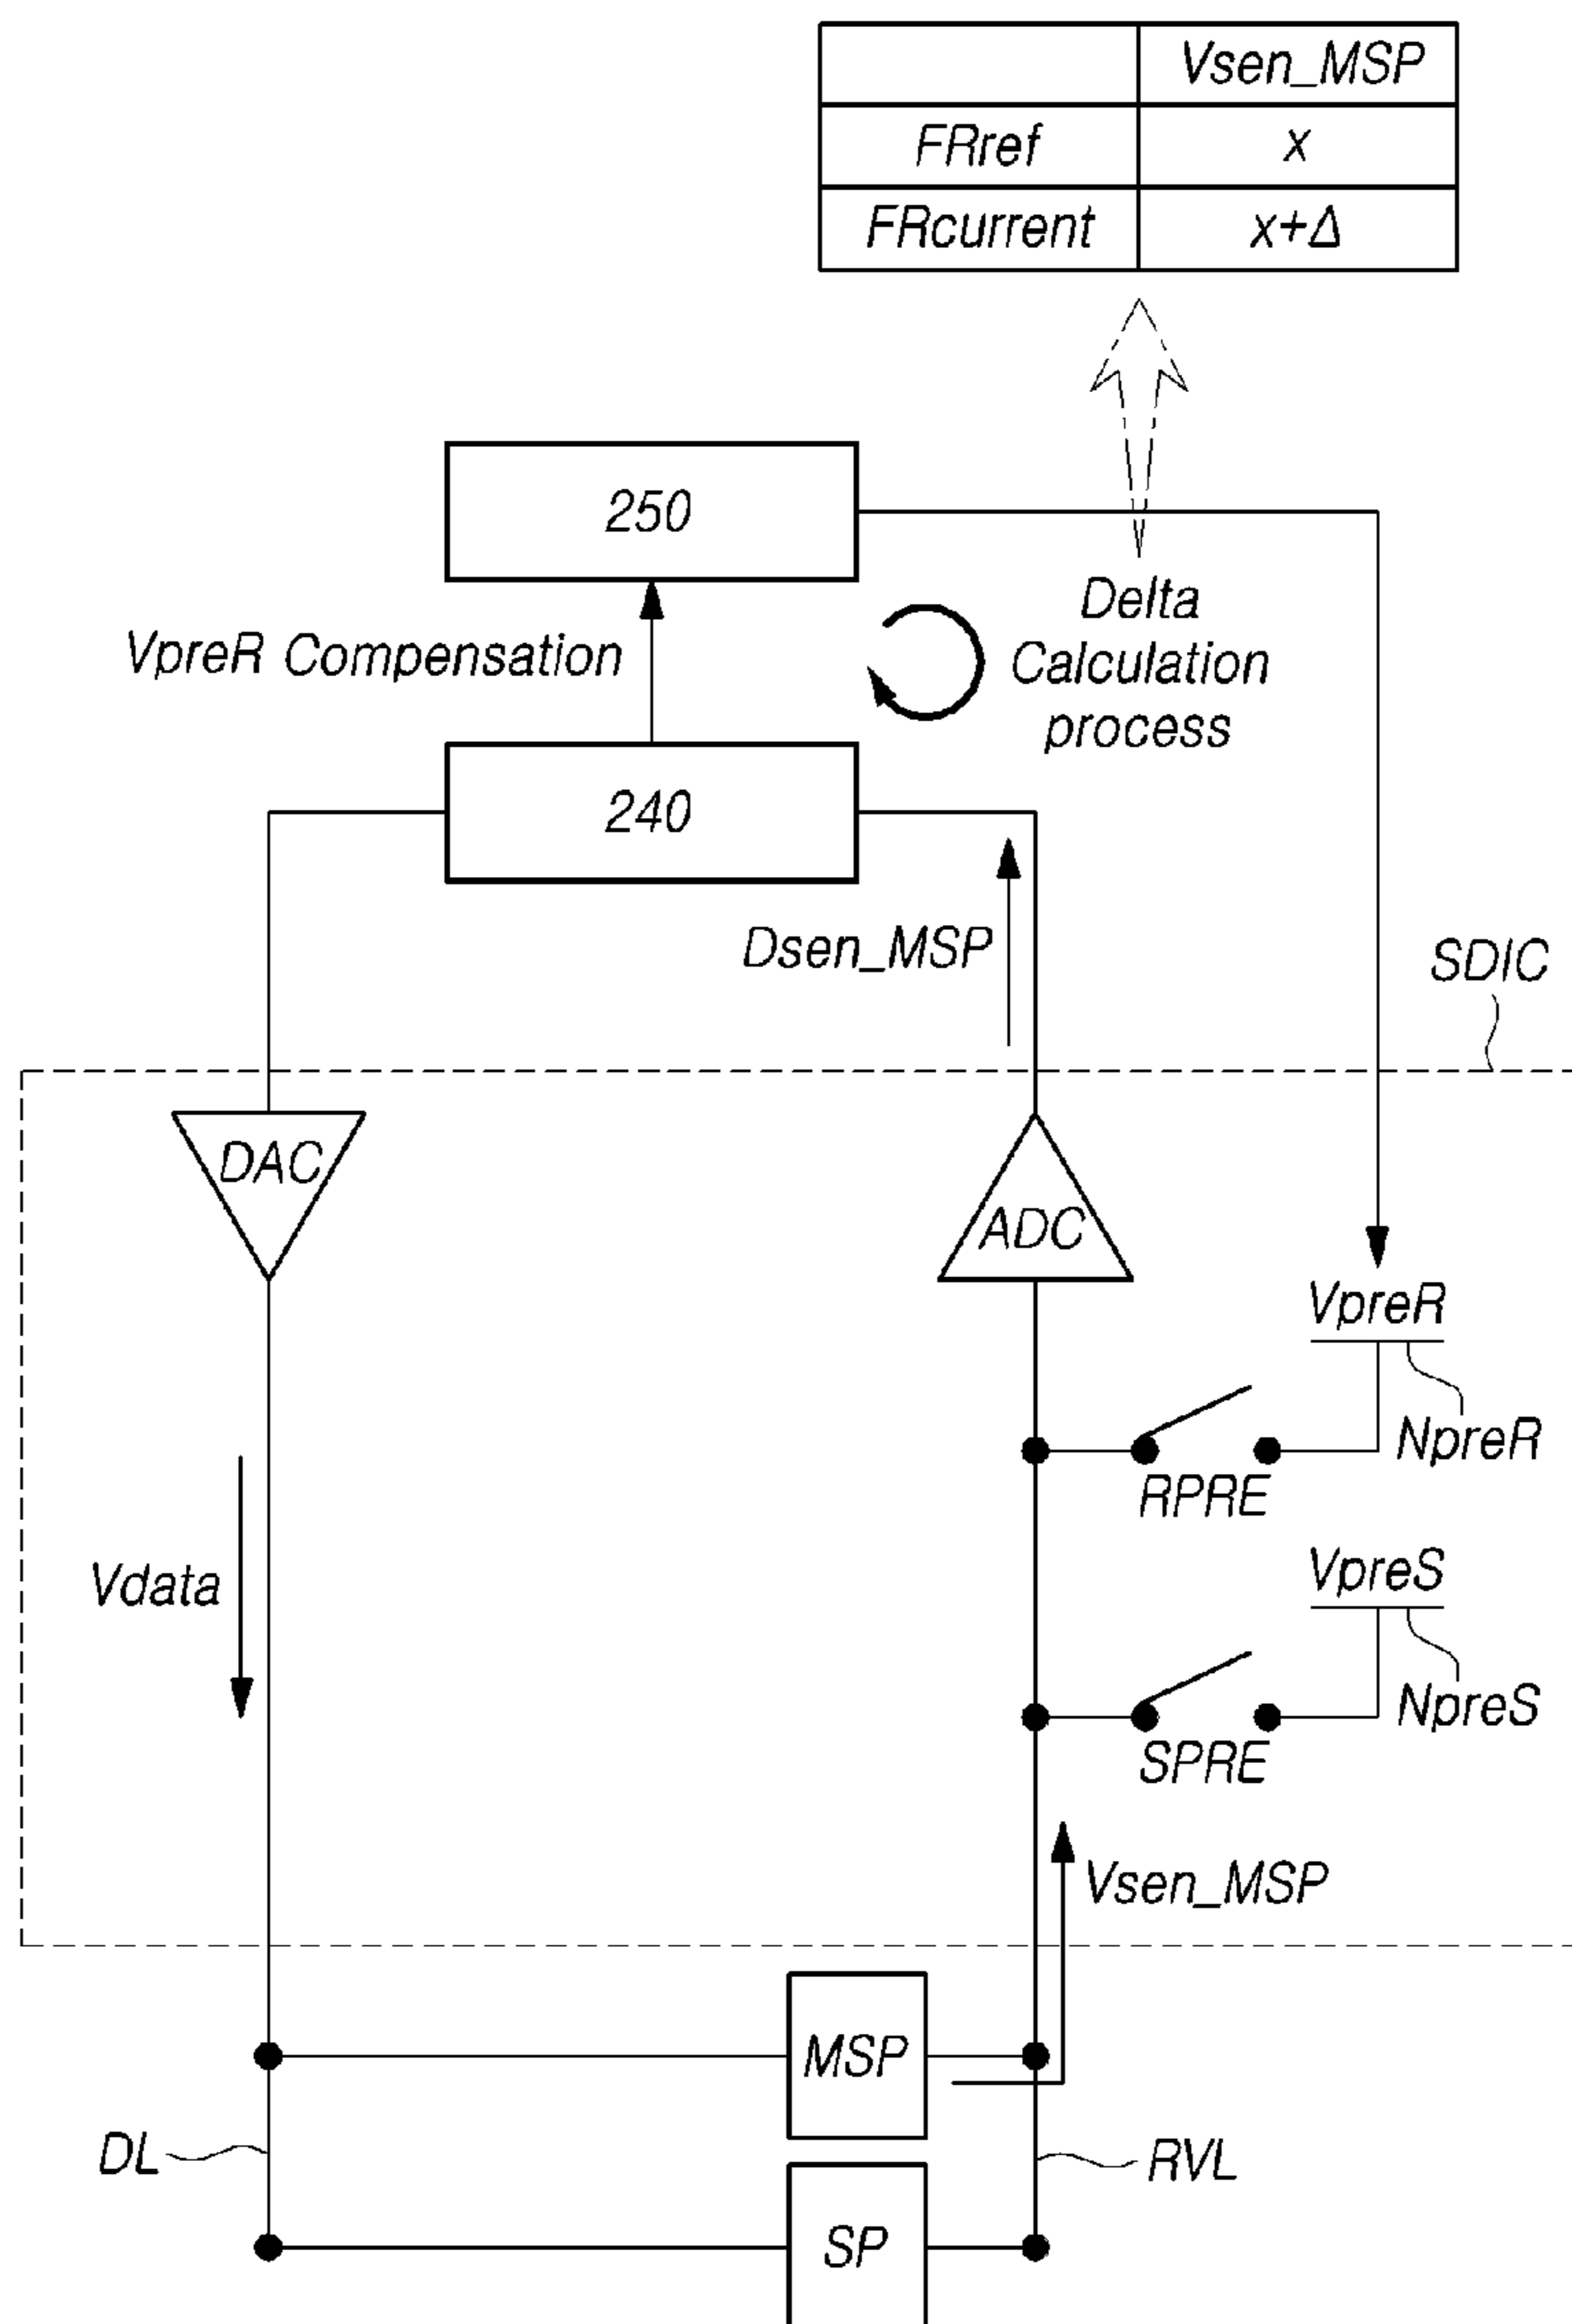 Vsen_MSP
FRref x
FRcurrent x+Δ
250
VpreR Compensation
Delta
Calculation
process
240
Dsen_MSP
SDIC
DAC
ADC
VpreR
NpreR
RPRE
Vdata
VpreS
NpreS
SPRE
Vsen_MSP
MSP
DL
RVL
SP